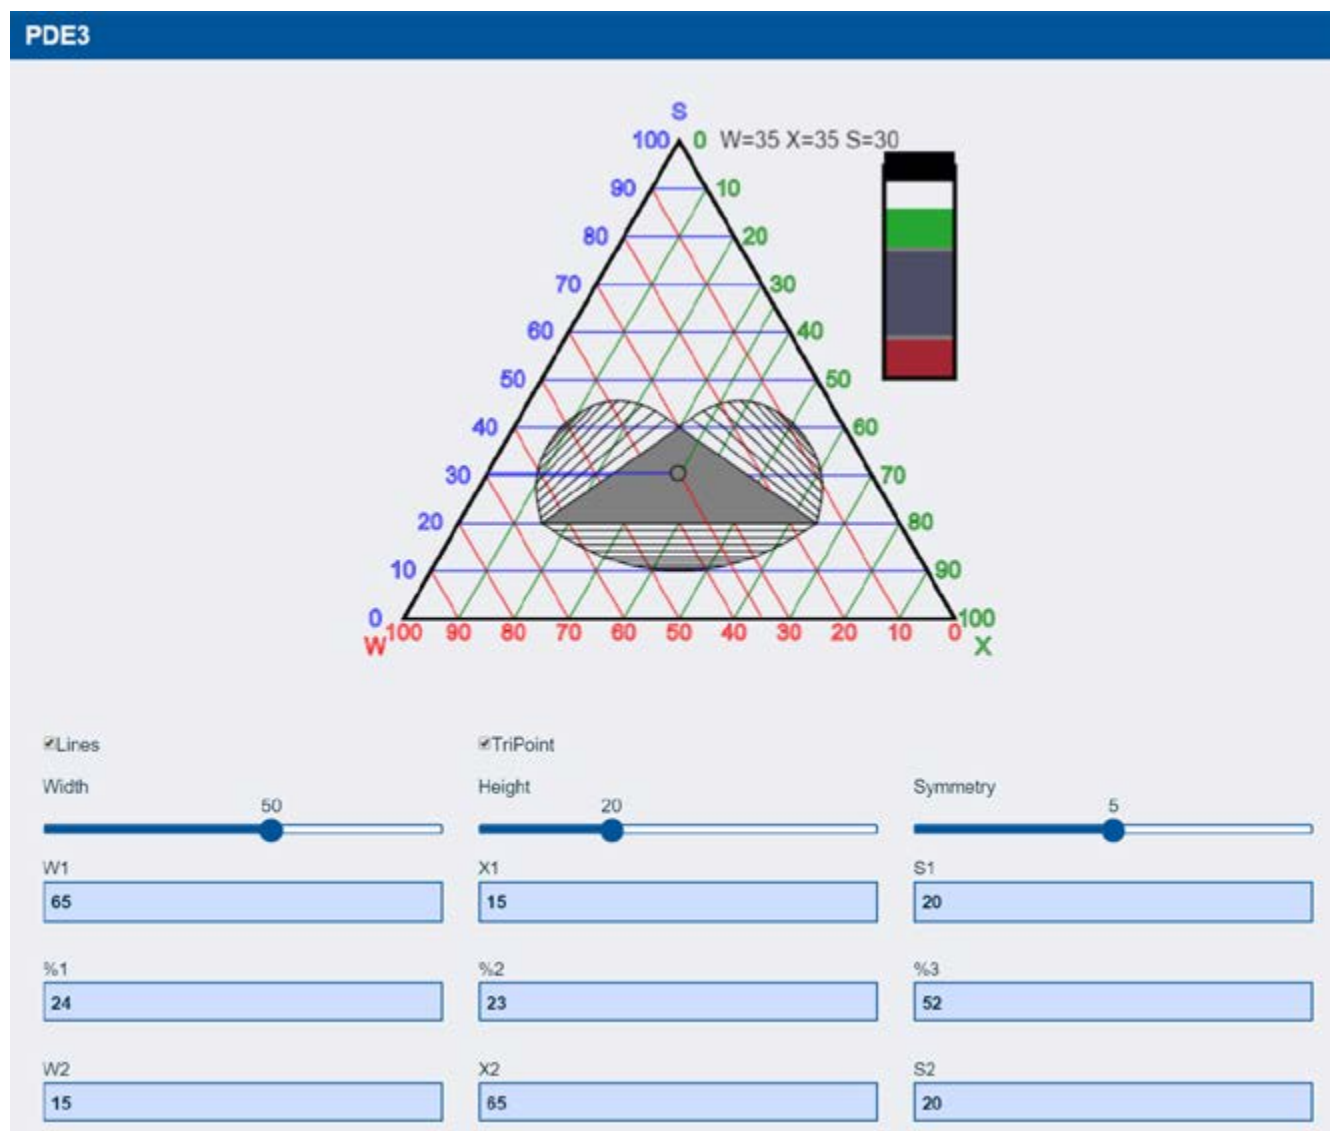 PDE3
S
100 0 W=35 X=35 S=30
90 10
80 20
70 30
60 40
50 50
40 60
30 70
20 80
10 90
0 100
W 100 90 80 70 60 50 40 30 20 10 0 X
Lines TriPoint
Width Height Symmetry
50 20 5
W1 X1 S1
65 15 20
%1 %2 %3
24 23 52
W2 X2 S2
15 65 20